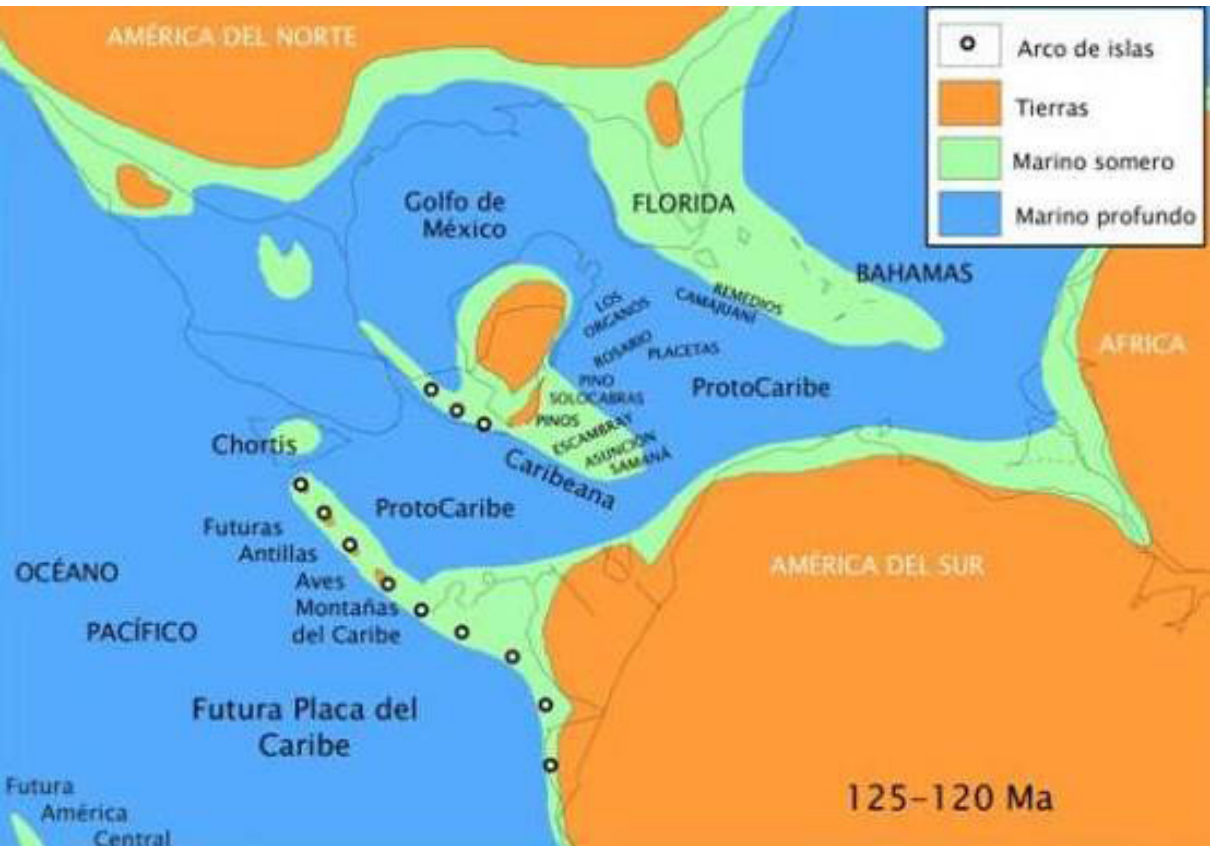 AMÉRICA DEL NORTE
Arco de islas
Tierras
Marino somero
Marino profundo
Golfo de
México
FLORIDA
BAHAMAS
LOS
ORGANOS
REMEDIOS
CAMAJUANÍ
ROSARIO
PLACETAS
AFRICA
PINO
SOLO
CABRAS
ProtoCaribe
PINOS
ESCAMBRAY
ASUNCIÓN
SAMANÁ
Chortis
Caribeana
ProtoCaribe
Futuras
Antillas
Aves
Montañas
del Caribe
OCÉANO
PACÍFICO
AMÉRICA DEL SUR
Futura Placa del
Caribe
Futura
América
Central
125-120 Ma